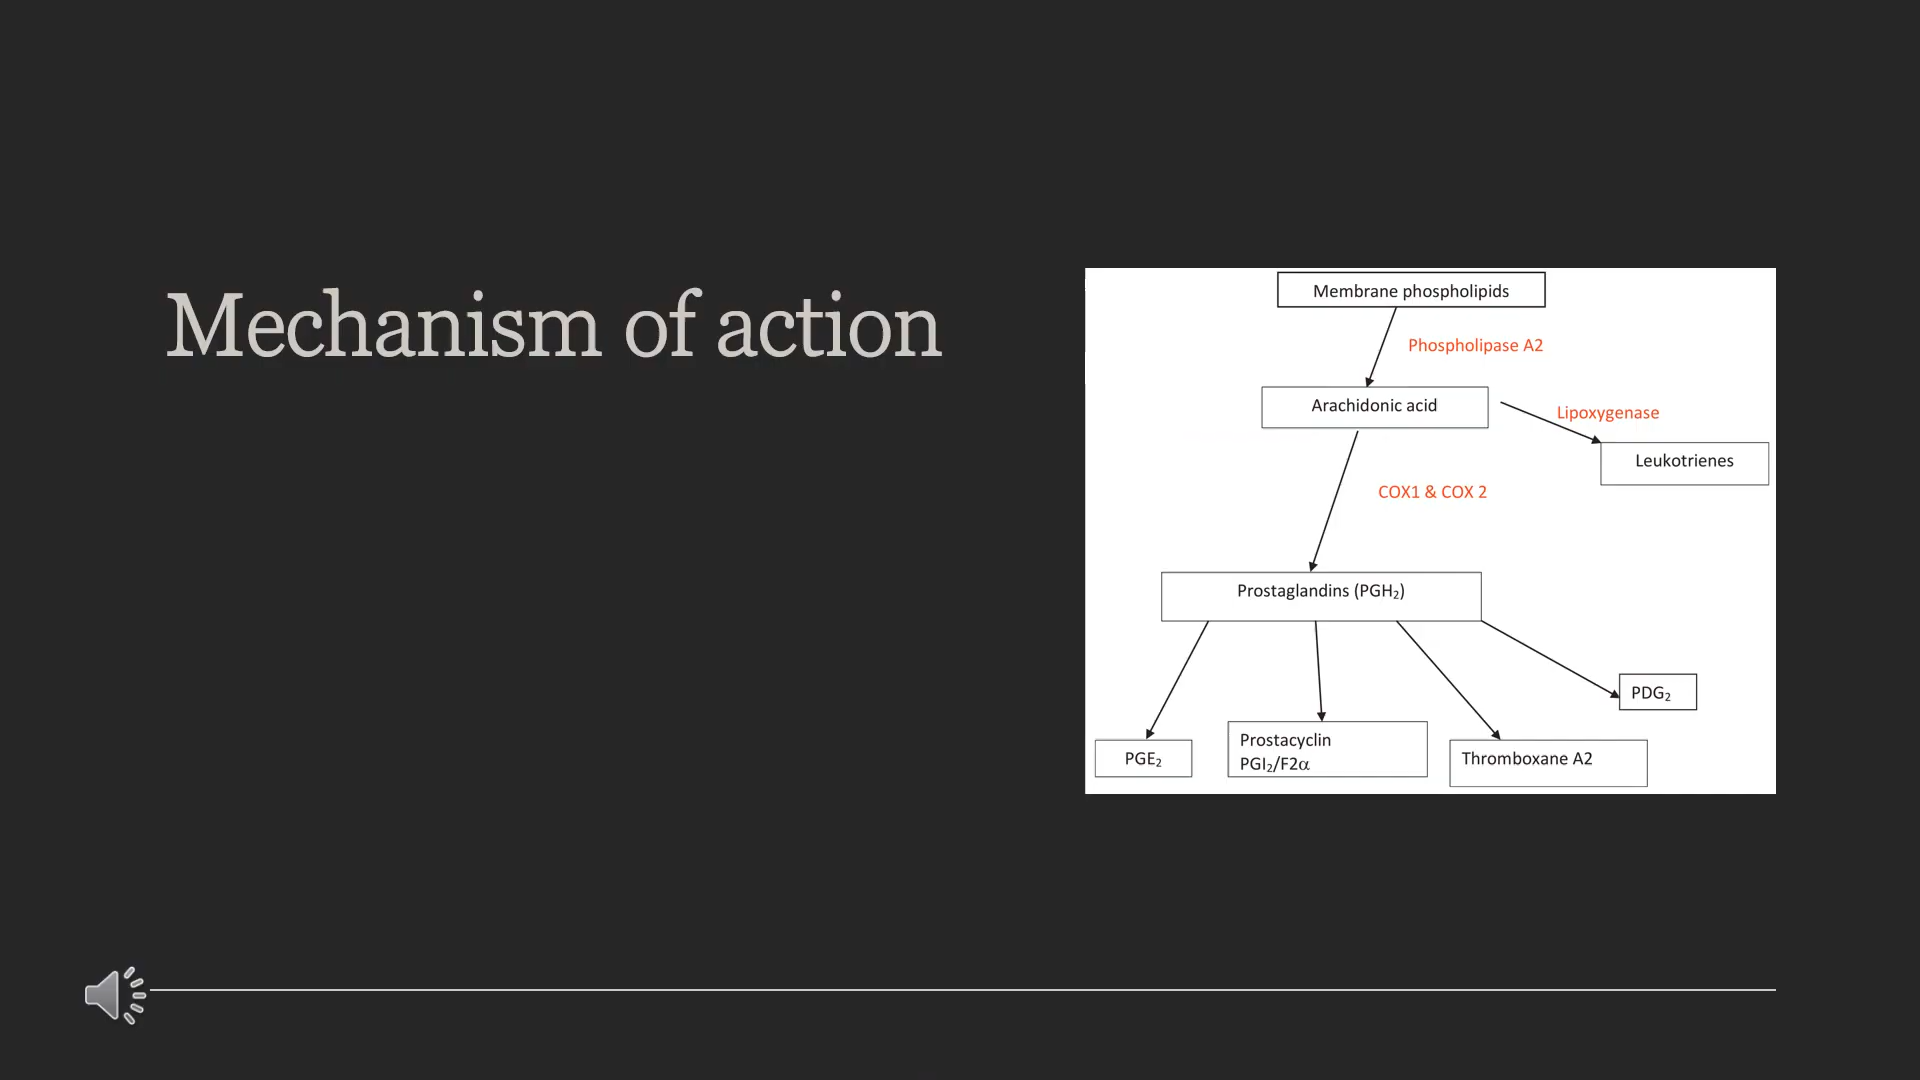 Mechanism of action
Membrane phospholipids
Phospholipase A2
Arachidonic acid
Lipoxygenase
Leukotrienes
COX1 & COX 2
Prostaglandins (PGH₂)
PDG₂
PGE₂
Prostacyclin
PGI₂/F2α
Thromboxane A2